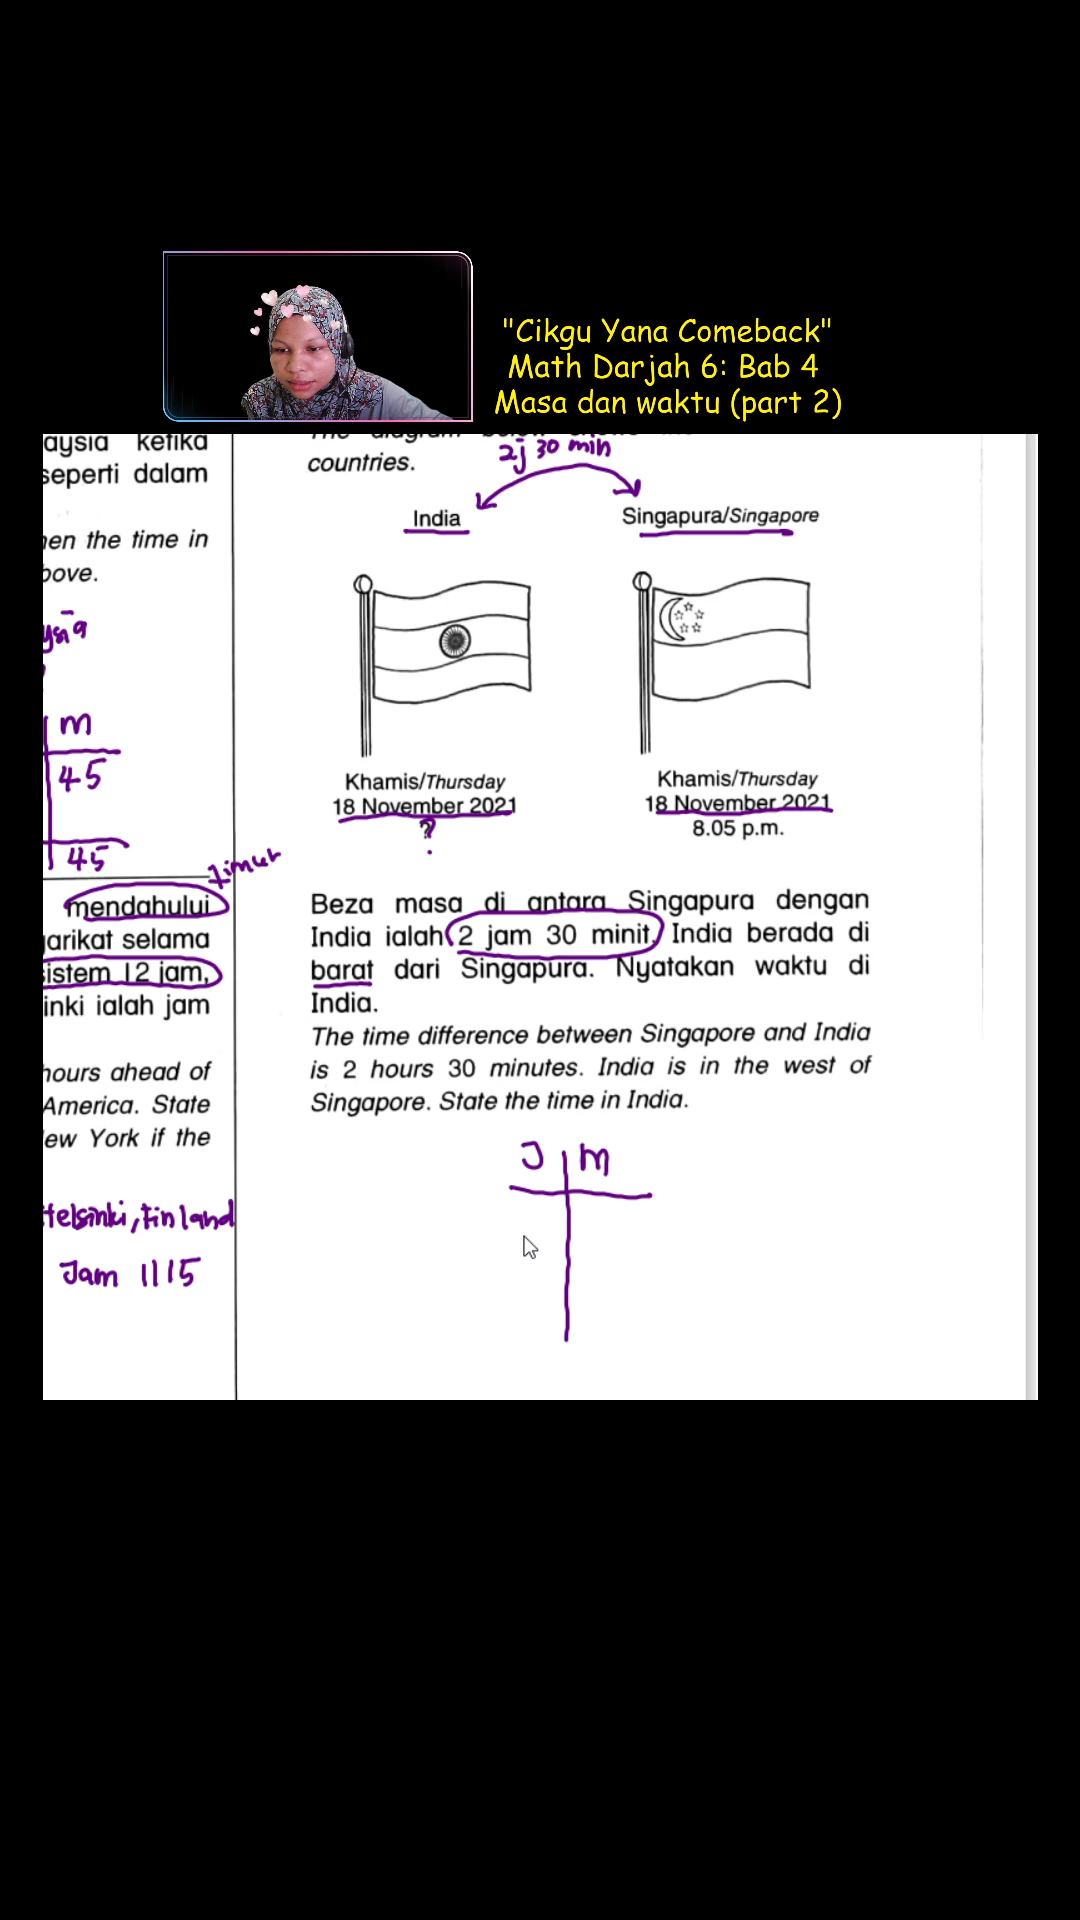 "Cikgu Yana Comeback"
Math Darjah 6: Bab 4
Masa dan waktu (part 2)
aysia ketika
seperti dalam
en the time in
ove.
ysia
m
45
45
timur
mendahului
arikat selama
istem 12 jam,
inki ialah jam
hours ahead of
America. State
ew York if the
Helsinki, Finland
Jam 1115
The diagram
countries.
2j 30 min
India
Singapura/Singapore
Khamis/Thursday
18 November 2021
?
Khamis/Thursday
18 November 2021
8.05 p.m.
Beza masa di antara Singapura dengan
India ialah 2 jam 30 minit. India berada di
barat dari Singapura. Nyatakan waktu di
India.
The time difference between Singapore and India
is 2 hours 30 minutes. India is in the west of
Singapore. State the time in India.
J m